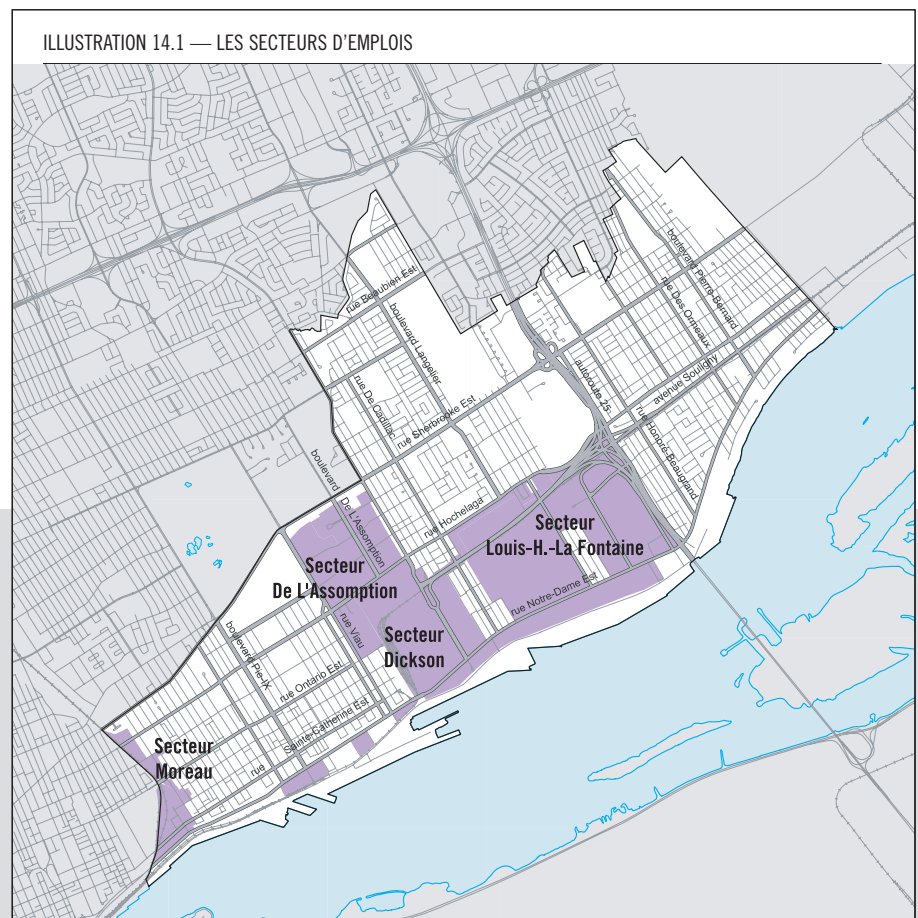 ILLUSTRATION 14.1 — LES SECTEURS D'EMPLOIS
boulevard Pierre-Bernard
rue Beaubien Est
rue Des Ormeaux
boulevard Langelier
avenue Souligny
autoroute 25
rue De Cadillac
rue Sherbrooke Est
rue Honoré-Beaugrand
boulevard De L'Assomption
rue Hochelaga
Secteur
Louis-H.-La Fontaine
Secteur
De L'Assomption
rue Notre-Dame Est
rue Viau
Secteur
Dickson
boulevard Pie-IX
rue Ontario Est
rue Sainte-Catherine Est
Secteur
Moreau